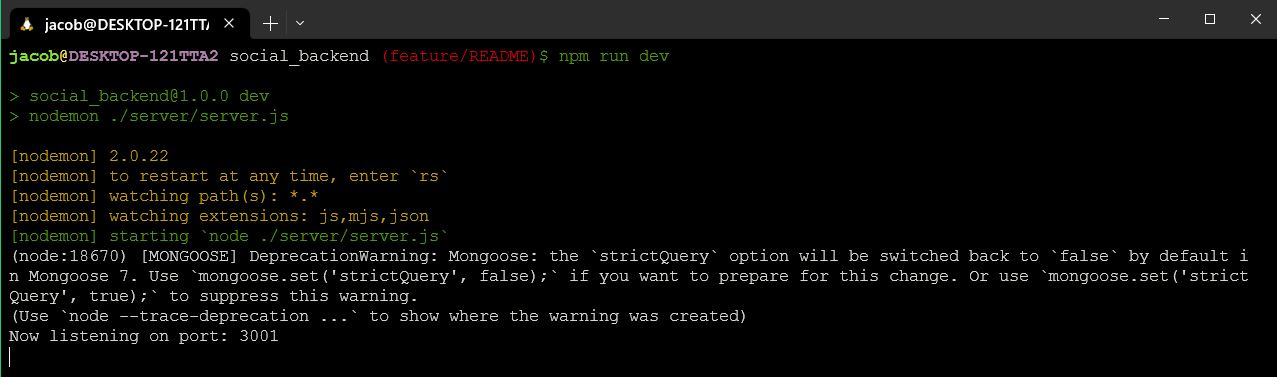 jacob@DESKTOP-121TTA
jacob@DESKTOP-121TTA2 social_backend (feature/README)$ npm run dev
> social_backend@1.0.0 dev
> nodemon ./server/server.js
[nodemon] 2.0.22
[nodemon] to restart at any time, enter `rs`
[nodemon] watching path(s): *.*
[nodemon] watching extensions: js,mjs,json
[nodemon] starting `node ./server/server.js`
(node:18670) [MONGOOSE] DeprecationWarning: Mongoose: the `strictQuery` option will be switched back to `false` by default i
n Mongoose 7. Use `mongoose.set('strictQuery', false);` if you want to prepare for this change. Or use `mongoose.set('strict
Query', true);` to suppress this warning.
(Use `node --trace-deprecation ...` to show where the warning was created)
Now listening on port: 3001